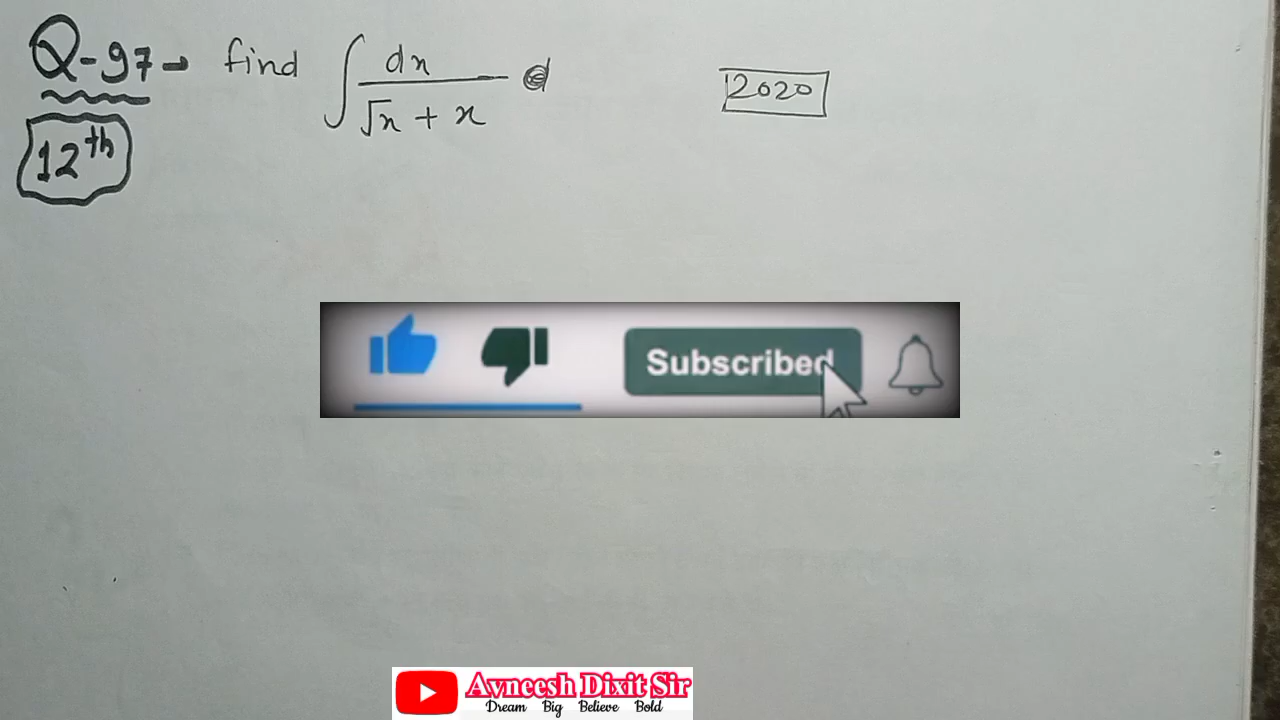 Q-97→ find ∫ dx / (√x + x) 2020
12th
Subscribed
Avneesh Dixit Sir
Dream Big Believe Bold